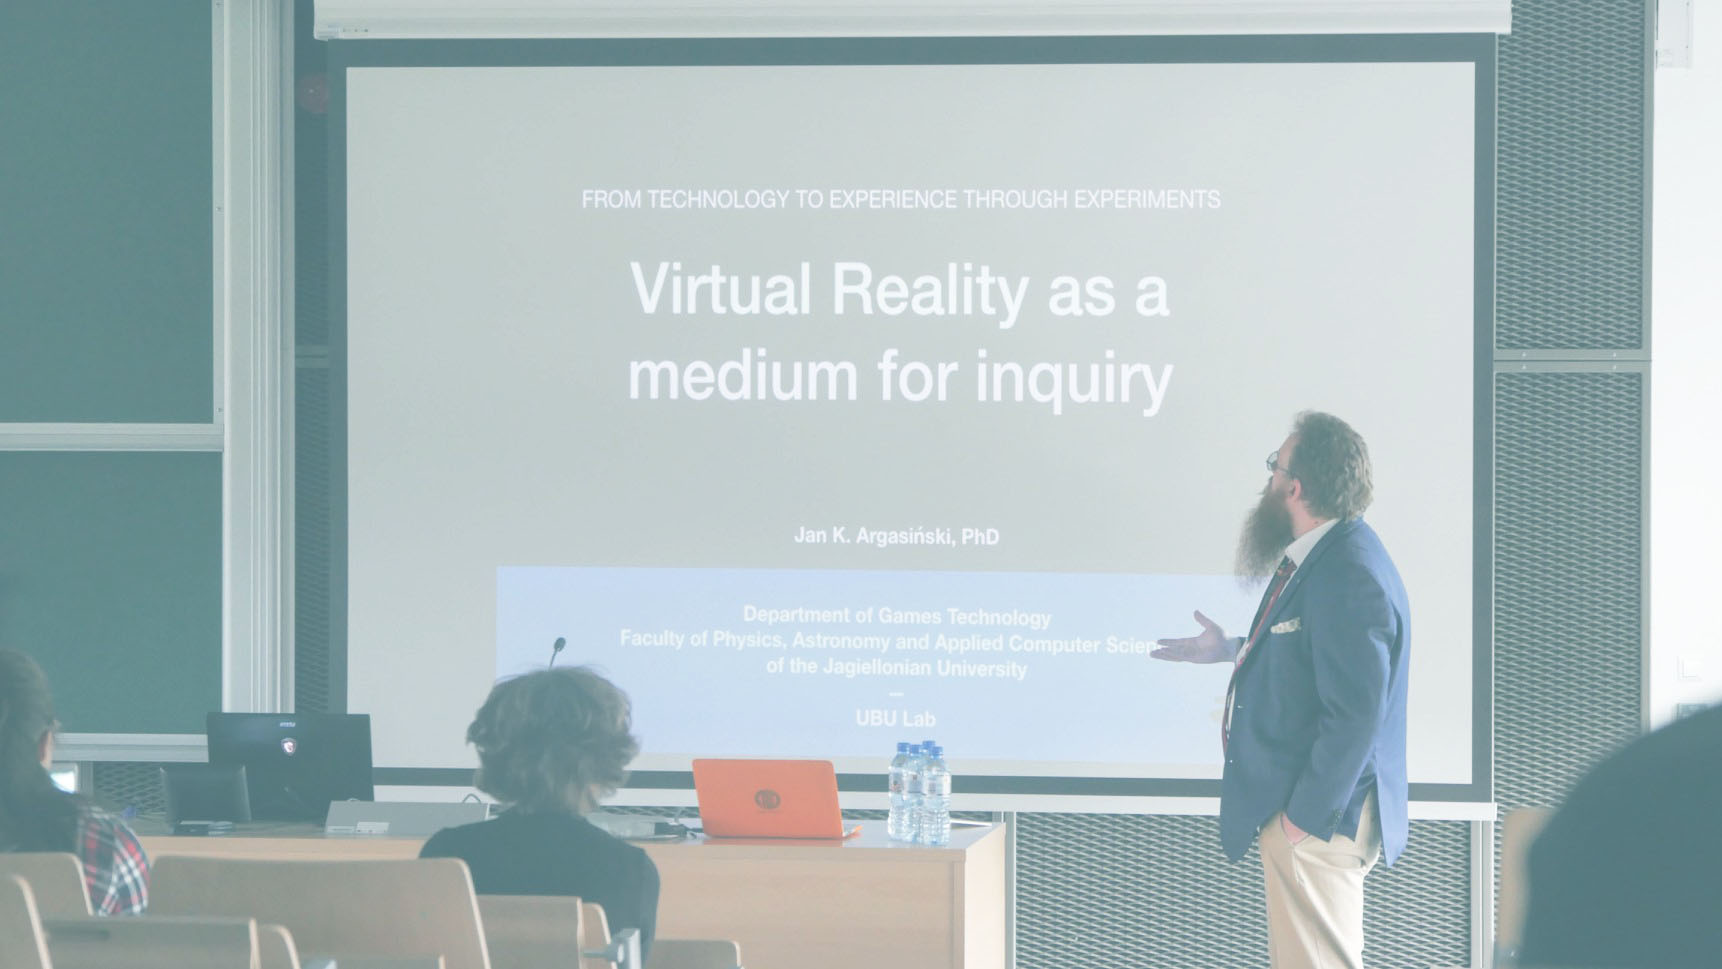 FROM TECHNOLOGY TO EXPERIENCE THROUGH EXPERIMENTS
Virtual Reality as a
medium for inquiry
Jan K. Argasiński, PhD
Department of Games Technology
Faculty of Physics, Astronomy and Applied Computer Scien
of the Jagiellonian University
–
UBU Lab